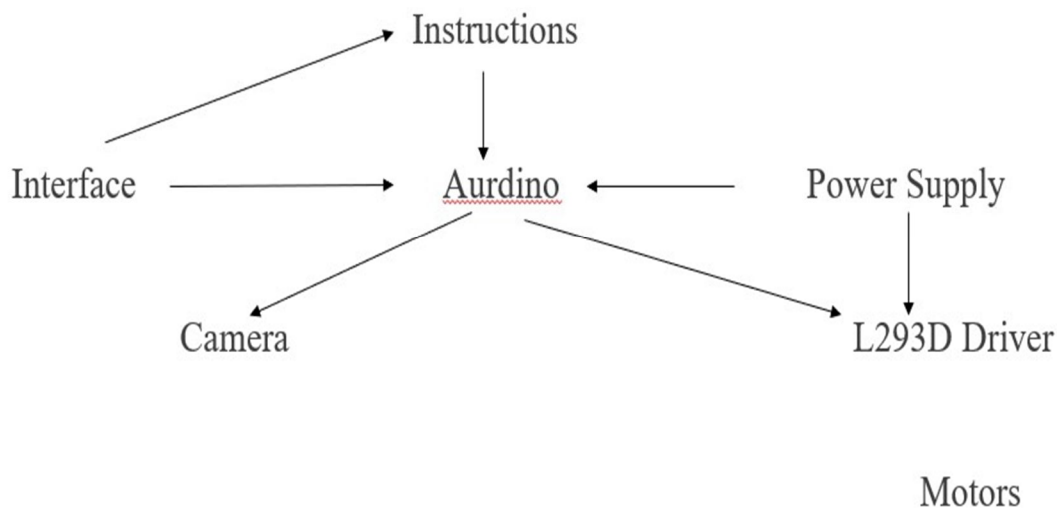 Instructions
Interface
Aurdino
Power Supply
Camera
L293D Driver
Motors